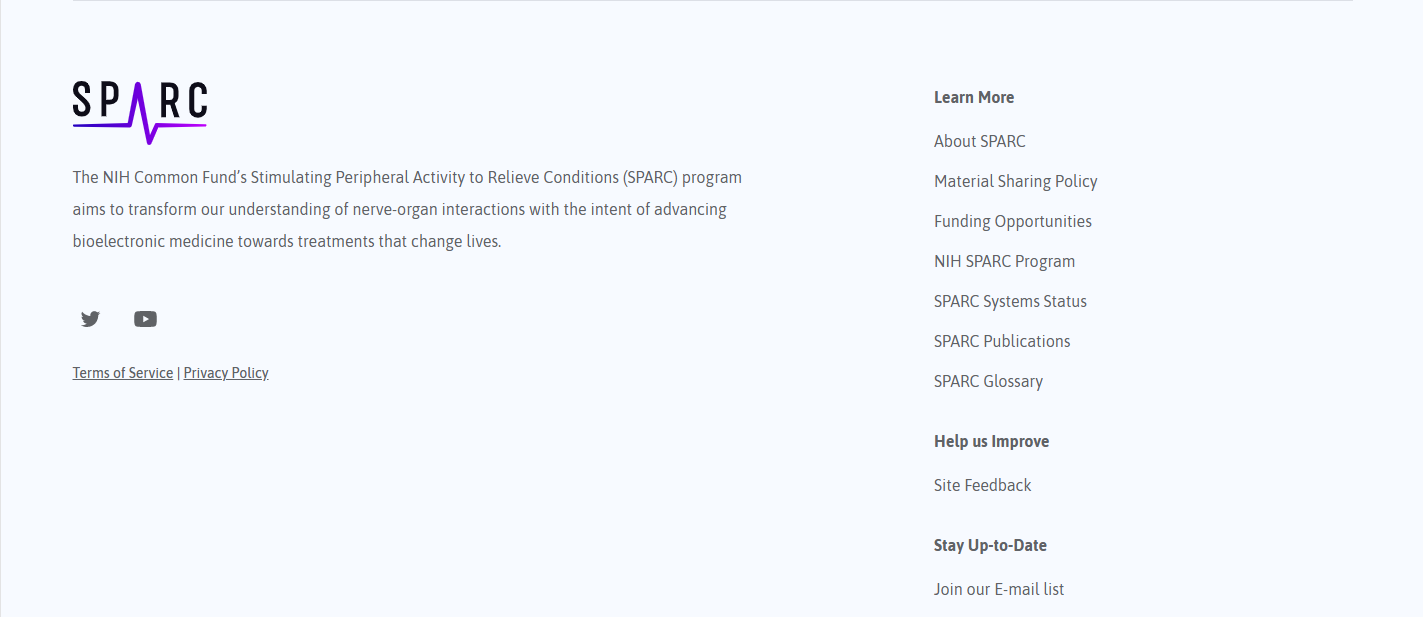 SPARC
The NIH Common Fund’s Stimulating Peripheral Activity to Relieve Conditions (SPARC) program
aims to transform our understanding of nerve-organ interactions with the intent of advancing
bioelectronic medicine towards treatments that change lives.
Terms of Service | Privacy Policy
Learn More
About SPARC
Material Sharing Policy
Funding Opportunities
NIH SPARC Program
SPARC Systems Status
SPARC Publications
SPARC Glossary
Help us Improve
Site Feedback
Stay Up-to-Date
Join our E-mail list